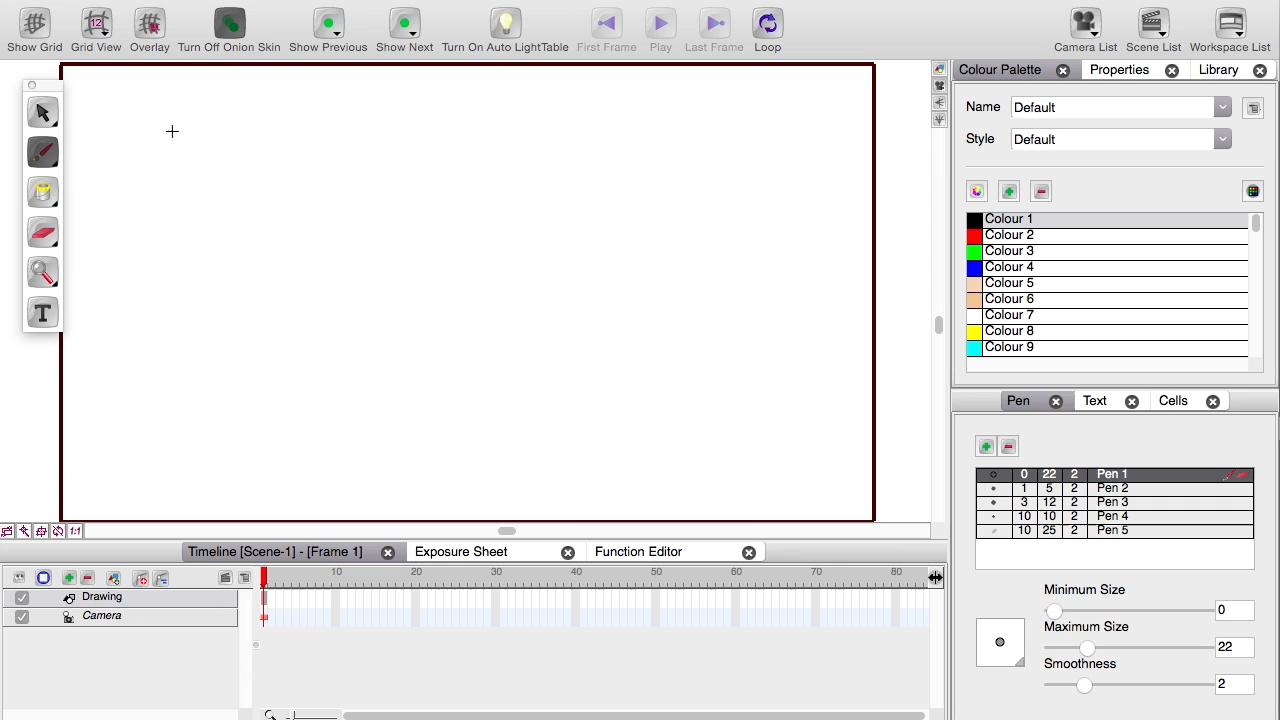 Show Grid Grid View Overlay Turn Off Onion Skin Show Previous Show Next Turn On Auto LightTable First Frame Play Last Frame Loop Camera List Scene List Workspace List
12
Colour Palette Properties Library
Name Default
Style Default
Colour 1
Colour 2
Colour 3
Colour 4
Colour 5
Colour 6
Colour 7
Colour 8
Colour 9
T
Pen Text Cells
0 22 2 Pen 1
1 5 2 Pen 2
3 12 2 Pen 3
10 10 2 Pen 4
10 25 2 Pen 5
1:1
Timeline [Scene-1] - [Frame 1] Exposure Sheet Function Editor
10 20 30 40 50 60 70 80
Drawing
Camera
Minimum Size
0
Maximum Size
22
Smoothness
2